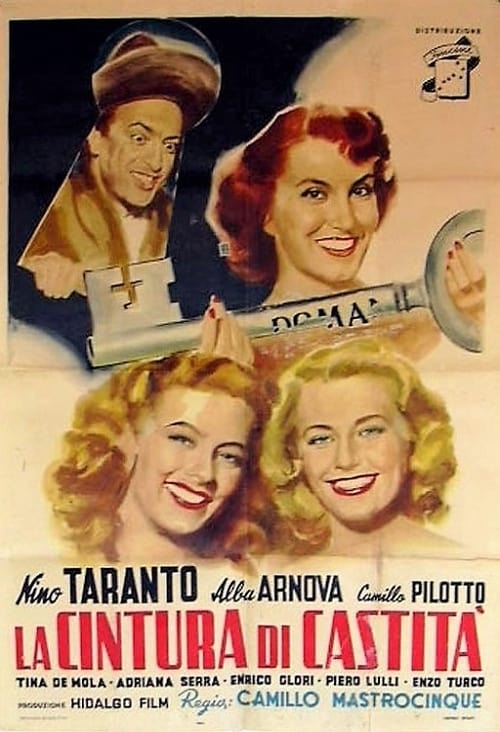 DISTRIBUZIONE
DOMA
Nino TARANTO Alba ARNOVA Camillo PILOTTO
LA CINTURA DI CASTITÀ
TINA DE MOLA · ADRIANA SERRA · ENRICO GLORI · PIERO LULLI · ENZO TURCO
PRODUZIONE HIDALGO FILM Regia: CAMILLO MASTROCINQUE